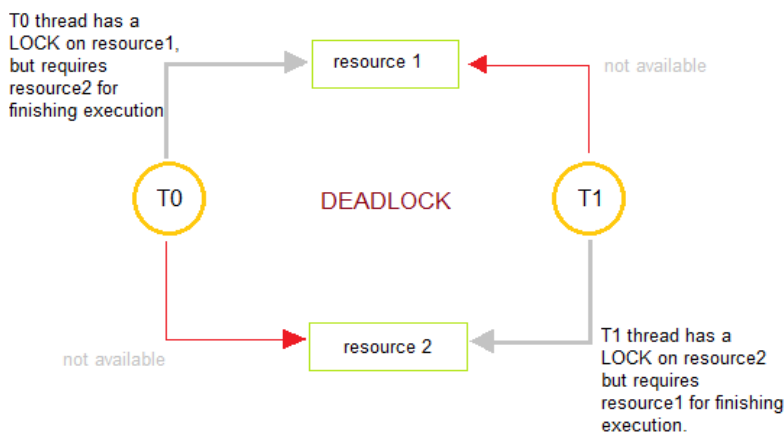 T0 thread has a
LOCK on resource1,
but requires
resource2 for
finishing execution
resource 1
not available
T0
DEADLOCK
T1
resource 2
not available
T1 thread has a
LOCK on resource2
but requires
resource1 for finishing
execution.